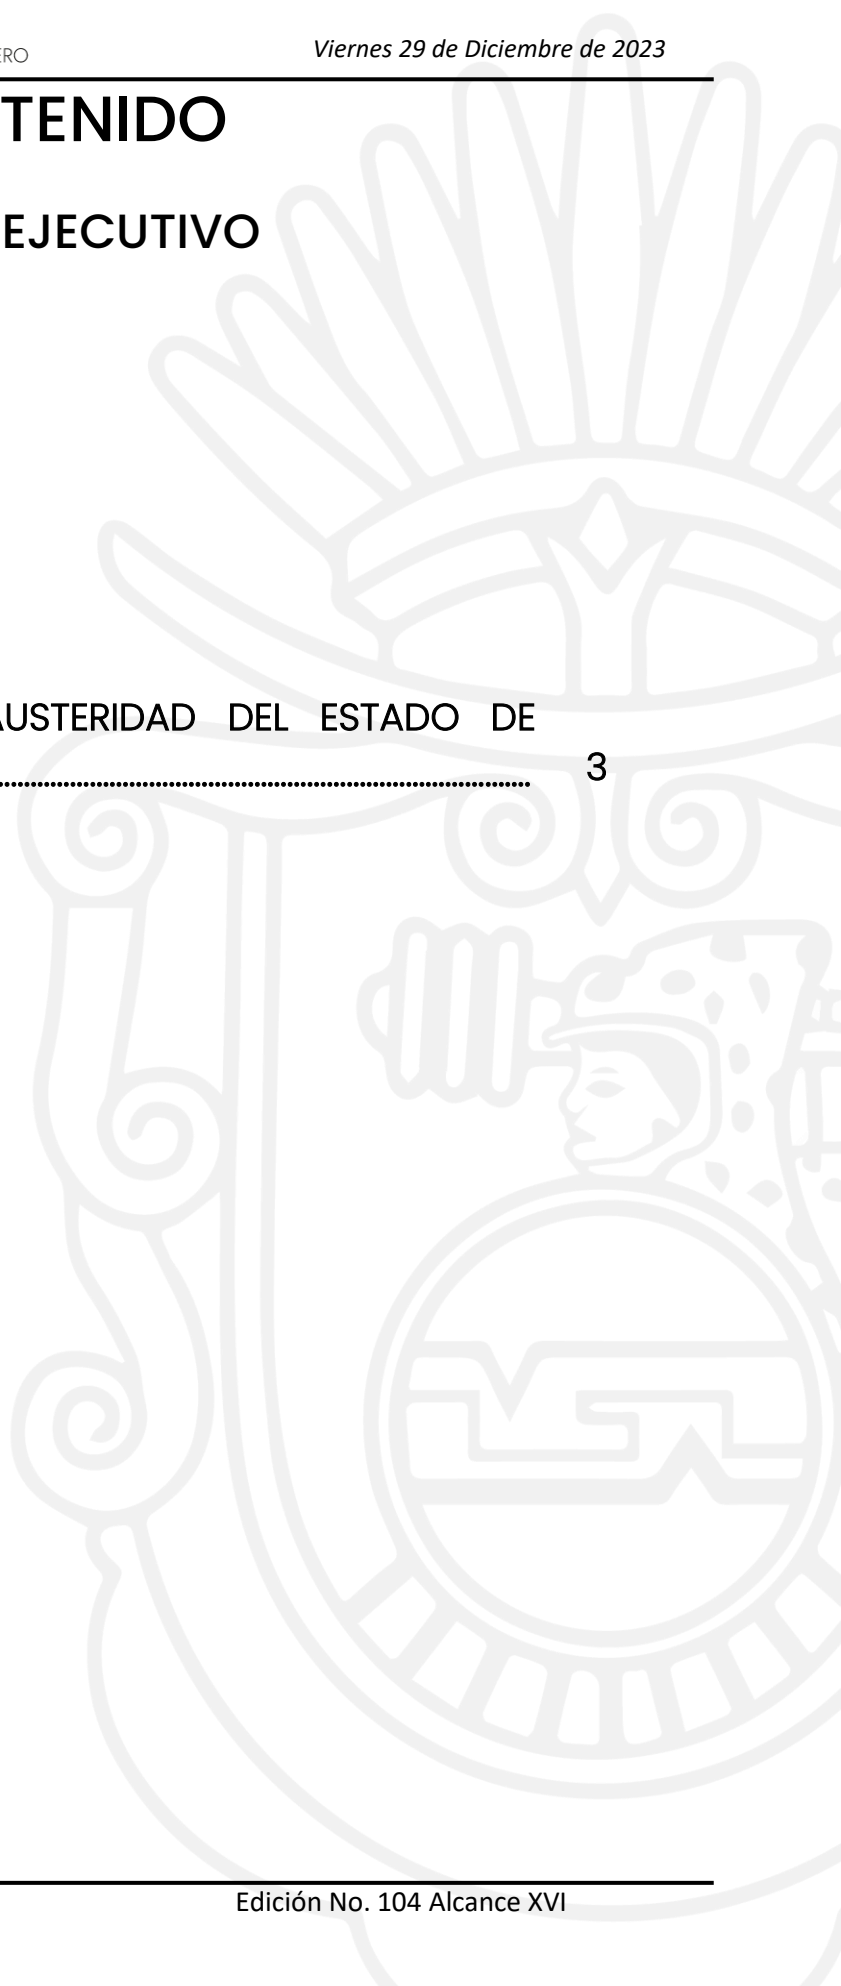 ERO
Viernes 29 de Diciembre de 2023
TENIDO
EJECUTIVO
AUSTERIDAD DEL ESTADO DE
........................................................................................ 3
Edición No. 104 Alcance XVI